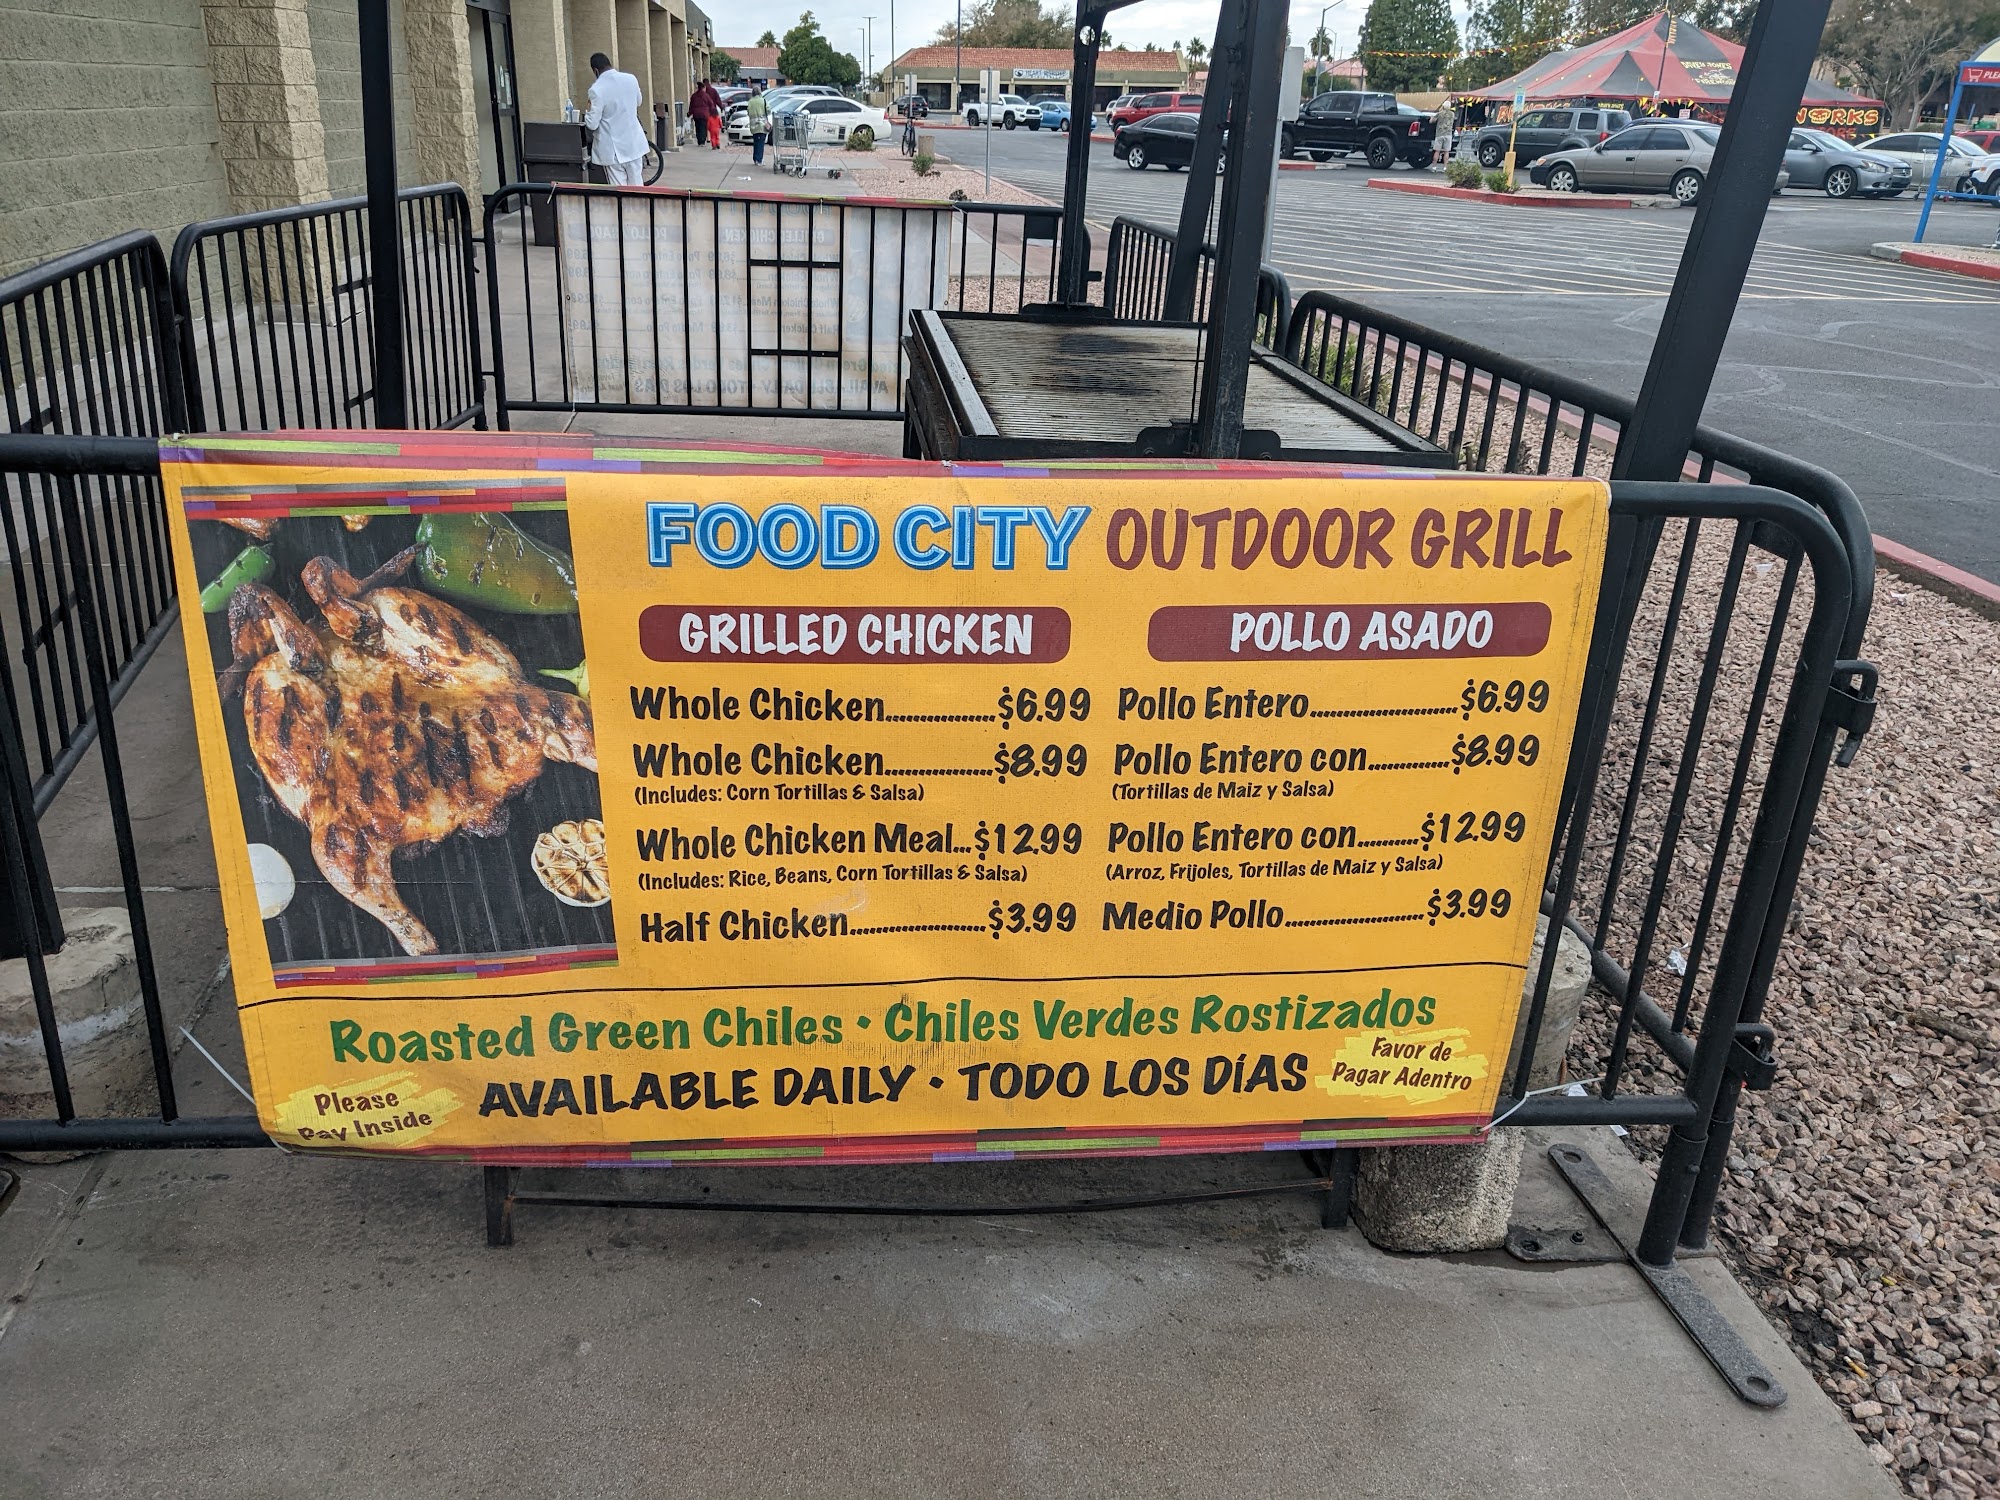 FOOD CITY OUTDOOR GRILL
GRILLED CHICKEN
Whole Chicken................$6.99
Whole Chicken................$8.99
(Includes: Corn Tortillas & Salsa)
Whole Chicken Meal...$12.99
(Includes: Rice, Beans, Corn Tortillas & Salsa)
Half Chicken......................$3.99
POLLO ASADO
Pollo Entero........................$6.99
Pollo Entero con.............$8.99
(Tortillas de Maiz y Salsa)
Pollo Entero con..........$12.99
(Arroz, Frijoles, Tortillas de Maiz y Salsa)
Medio Pollo.......................$3.99
Roasted Green Chiles • Chiles Verdes Rostizados
AVAILABLE DAILY • TODO LOS DÍAS
Please
Pay Inside
Favor de
Pagar Adentro